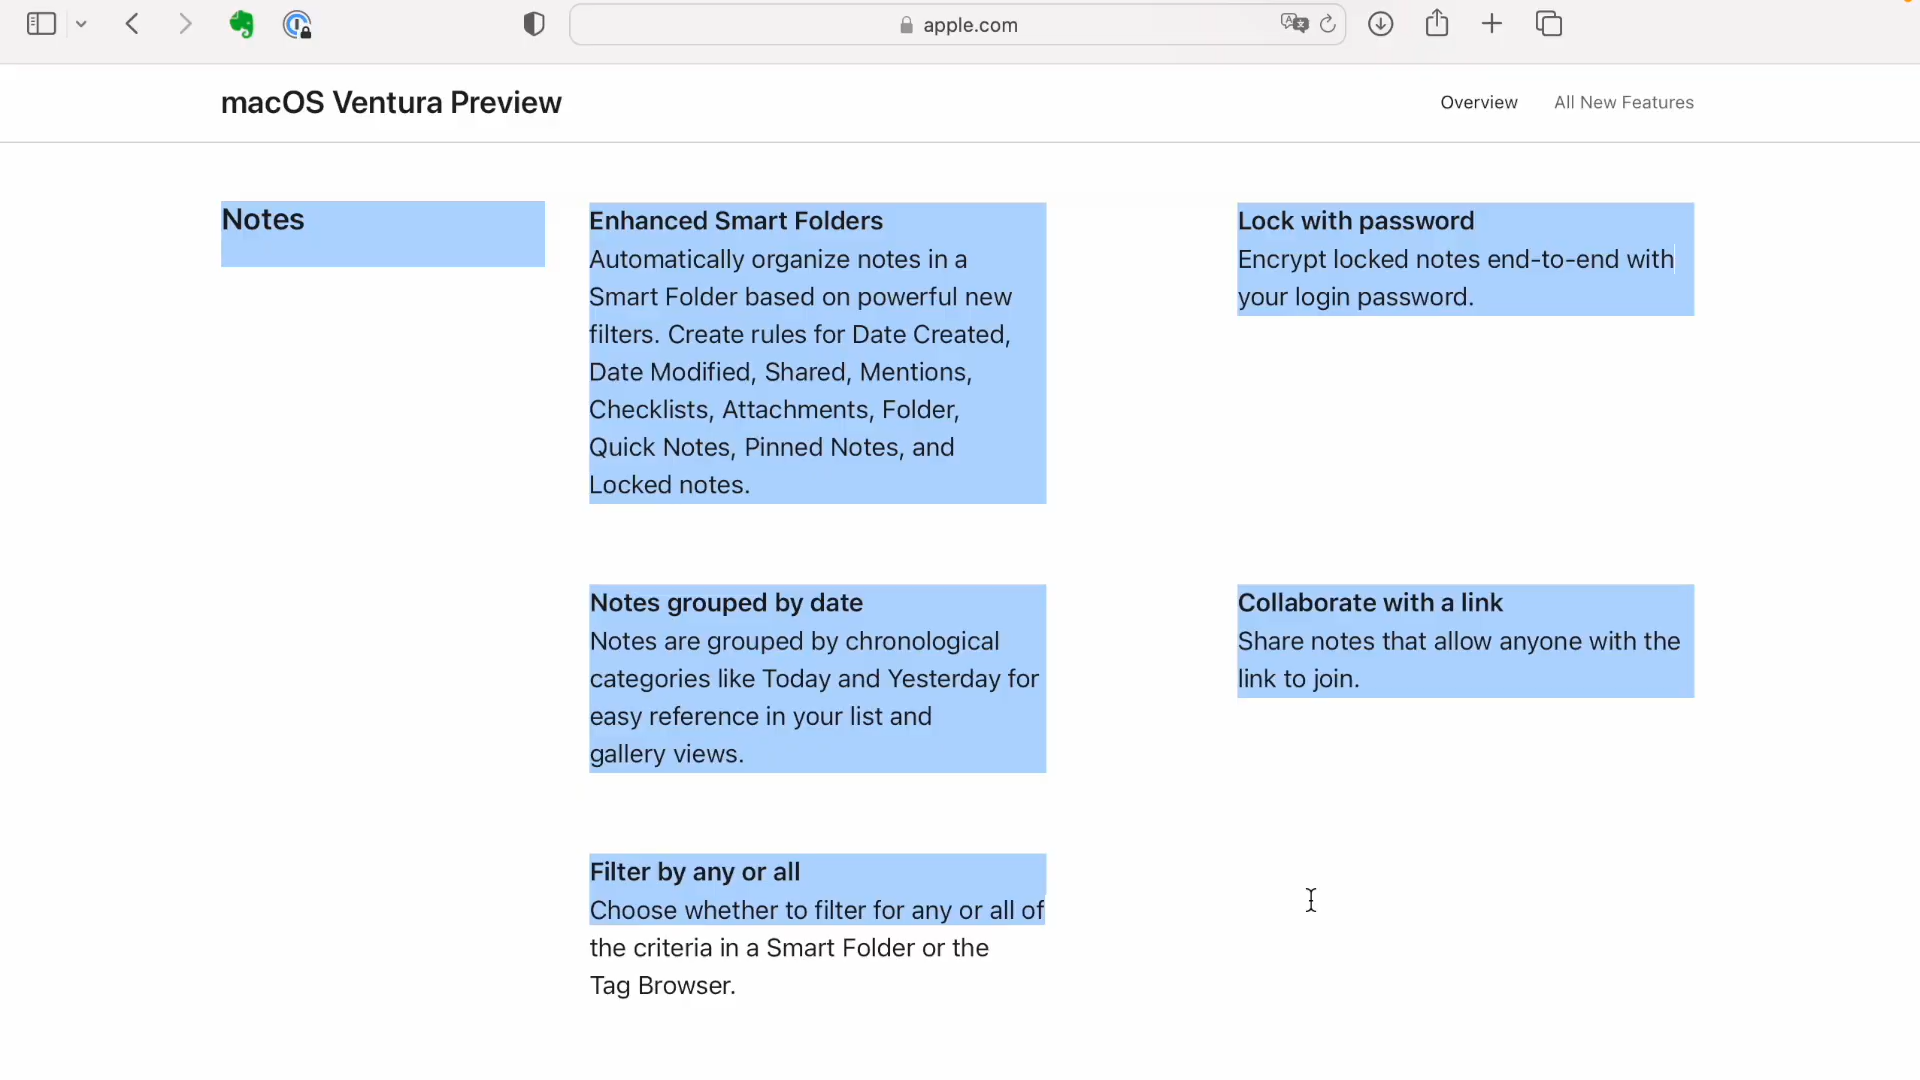 apple.com
macOS Ventura Preview
Overview
All New Features
Notes
Enhanced Smart Folders
Automatically organize notes in a
Smart Folder based on powerful new
filters. Create rules for Date Created,
Date Modified, Shared, Mentions,
Checklists, Attachments, Folder,
Quick Notes, Pinned Notes, and
Locked notes.
Lock with password
Encrypt locked notes end-to-end with
your login password.
Notes grouped by date
Notes are grouped by chronological
categories like Today and Yesterday for
easy reference in your list and
gallery views.
Collaborate with a link
Share notes that allow anyone with the
link to join.
Filter by any or all
Choose whether to filter for any or all of
the criteria in a Smart Folder or the
Tag Browser.